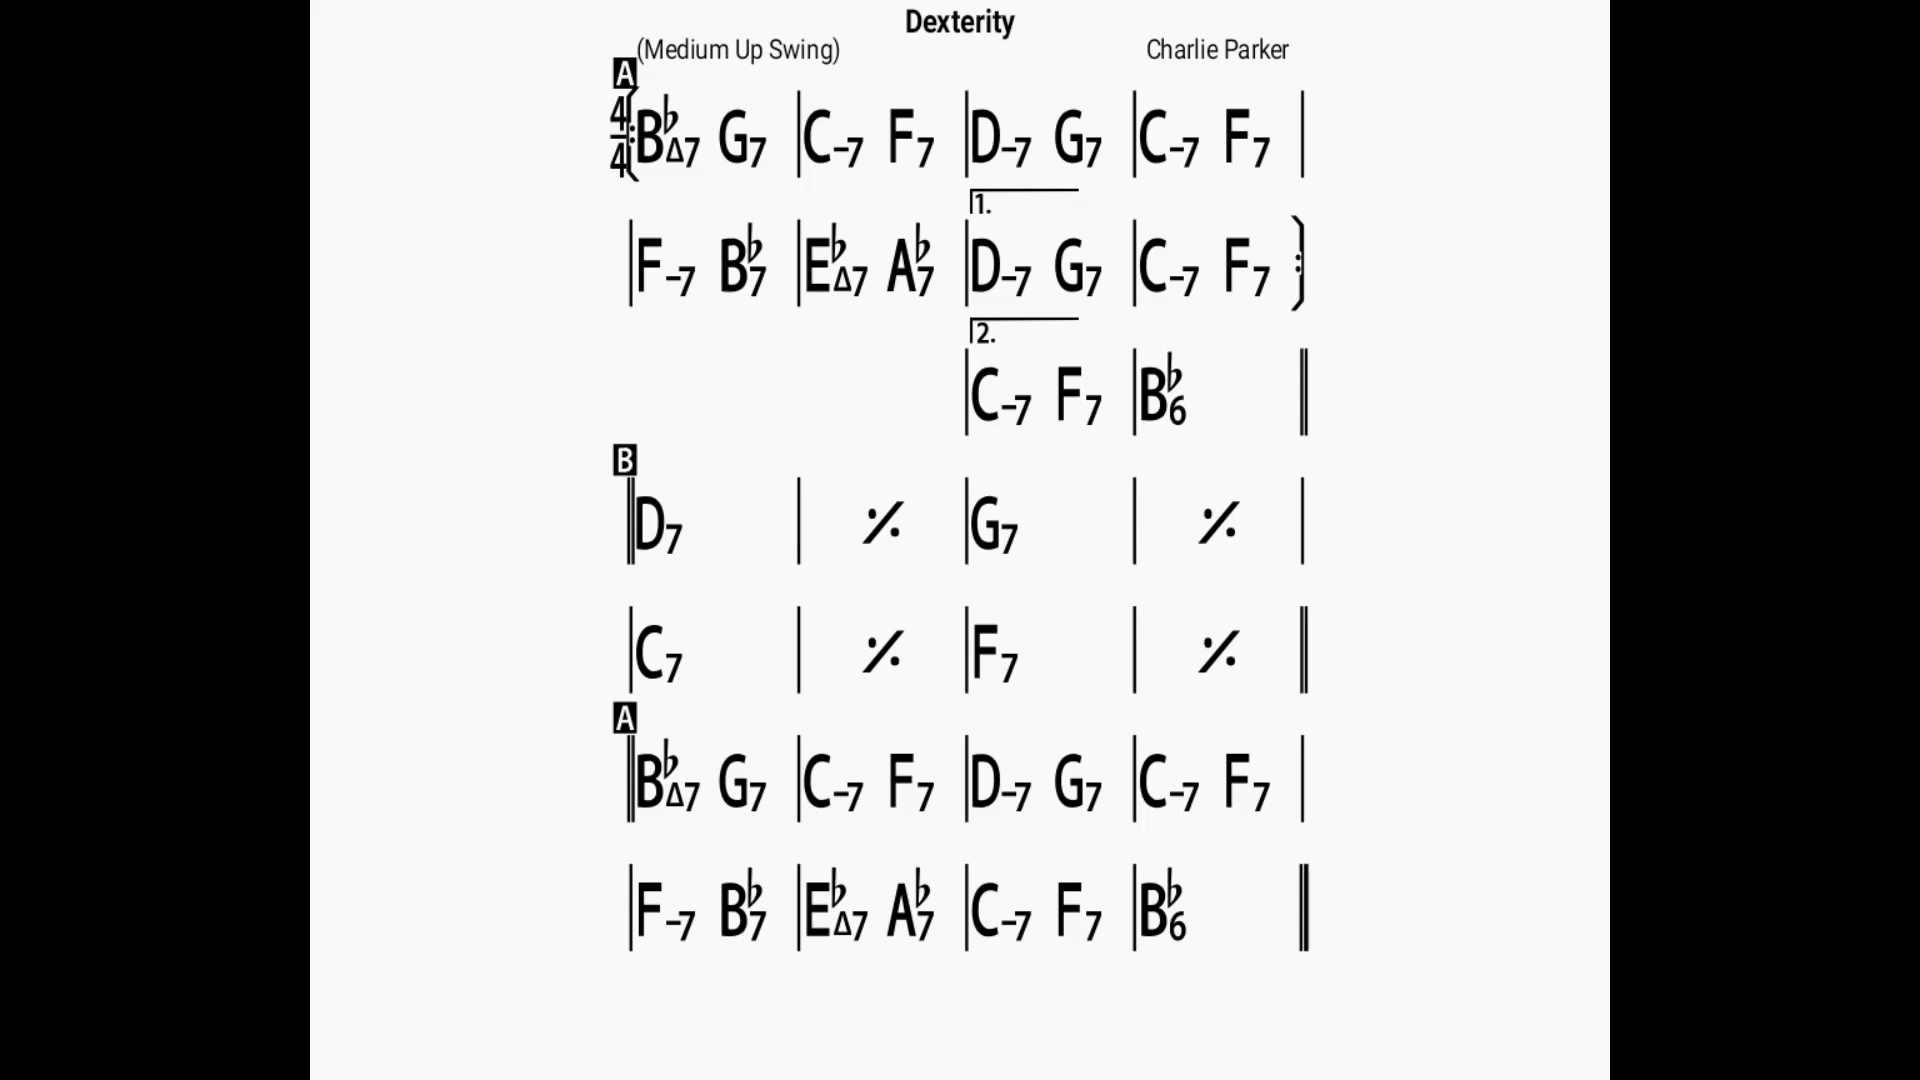 Dexterity
(Medium Up Swing) Charlie Parker
A
4/4 B♭Δ7 G7 | C–7 F7 | D–7 G7 | C–7 F7 |
1.
| F–7 B♭7 | E♭Δ7 A♭7 | D–7 G7 | C–7 F7
2.
| C–7 F7 | B♭6
B
D7 | 𝄎 | G7 | 𝄎 |
| C7 | 𝄎 | F7 | 𝄎
A
B♭Δ7 G7 | C–7 F7 | D–7 G7 | C–7 F7 |
| F–7 B♭7 | E♭Δ7 A♭7 | C–7 F7 | B♭6